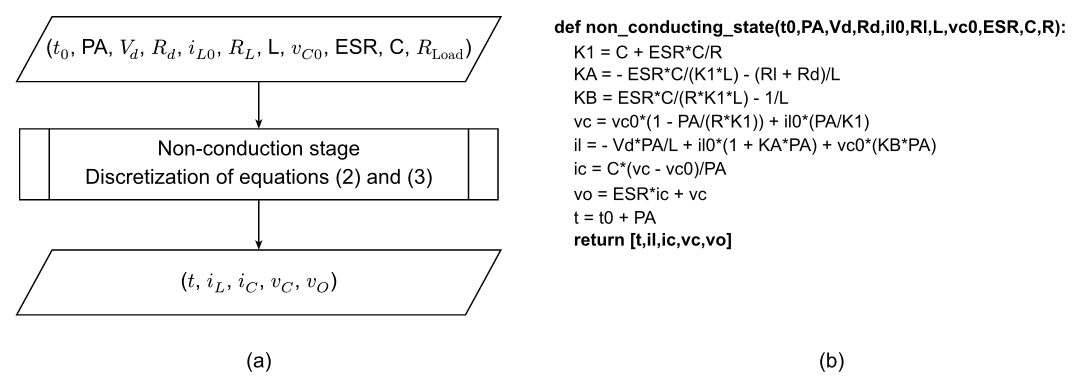 (t₀, PA, V_d, R_d, i_L0, R_L, L, v_C0, ESR, C, R_Load)
Non-conduction stage
Discretization of equations (2) and (3)
(t, i_L, i_C, v_C, v_O)
(a)
def non_conducting_state(t0,PA,Vd,Rd,il0,Rl,L,vc0,ESR,C,R):
K1 = C + ESR*C/R
KA = - ESR*C/(K1*L) - (Rl + Rd)/L
KB = ESR*C/(R*K1*L) - 1/L
vc = vc0*(1 - PA/(R*K1)) + il0*(PA/K1)
il = - Vd*PA/L + il0*(1 + KA*PA) + vc0*(KB*PA)
ic = C*(vc - vc0)/PA
vo = ESR*ic + vc
t = t0 + PA
return [t,il,ic,vc,vo]
(b)